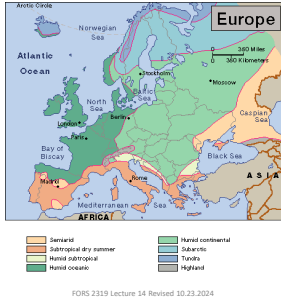 Europe
Arctic Circle
Norwegian
Sea
Atlantic
Ocean
360 Miles
360 Kilometers
Stockholm
Moscow
Baltic
Sea
North
Sea
London
Berlin
Paris
Caspian
Sea
Bay of
Biscay
Black Sea
Madrid
Rome
ASIA
Mediterranean Sea
AFRICA
Semiarid
Subtropical dry summer
Humid subtropical
Humid oceanic
Humid continental
Subarctic
Tundra
Highland
FORS 2319 Lecture 14 Revised 10.23.2024